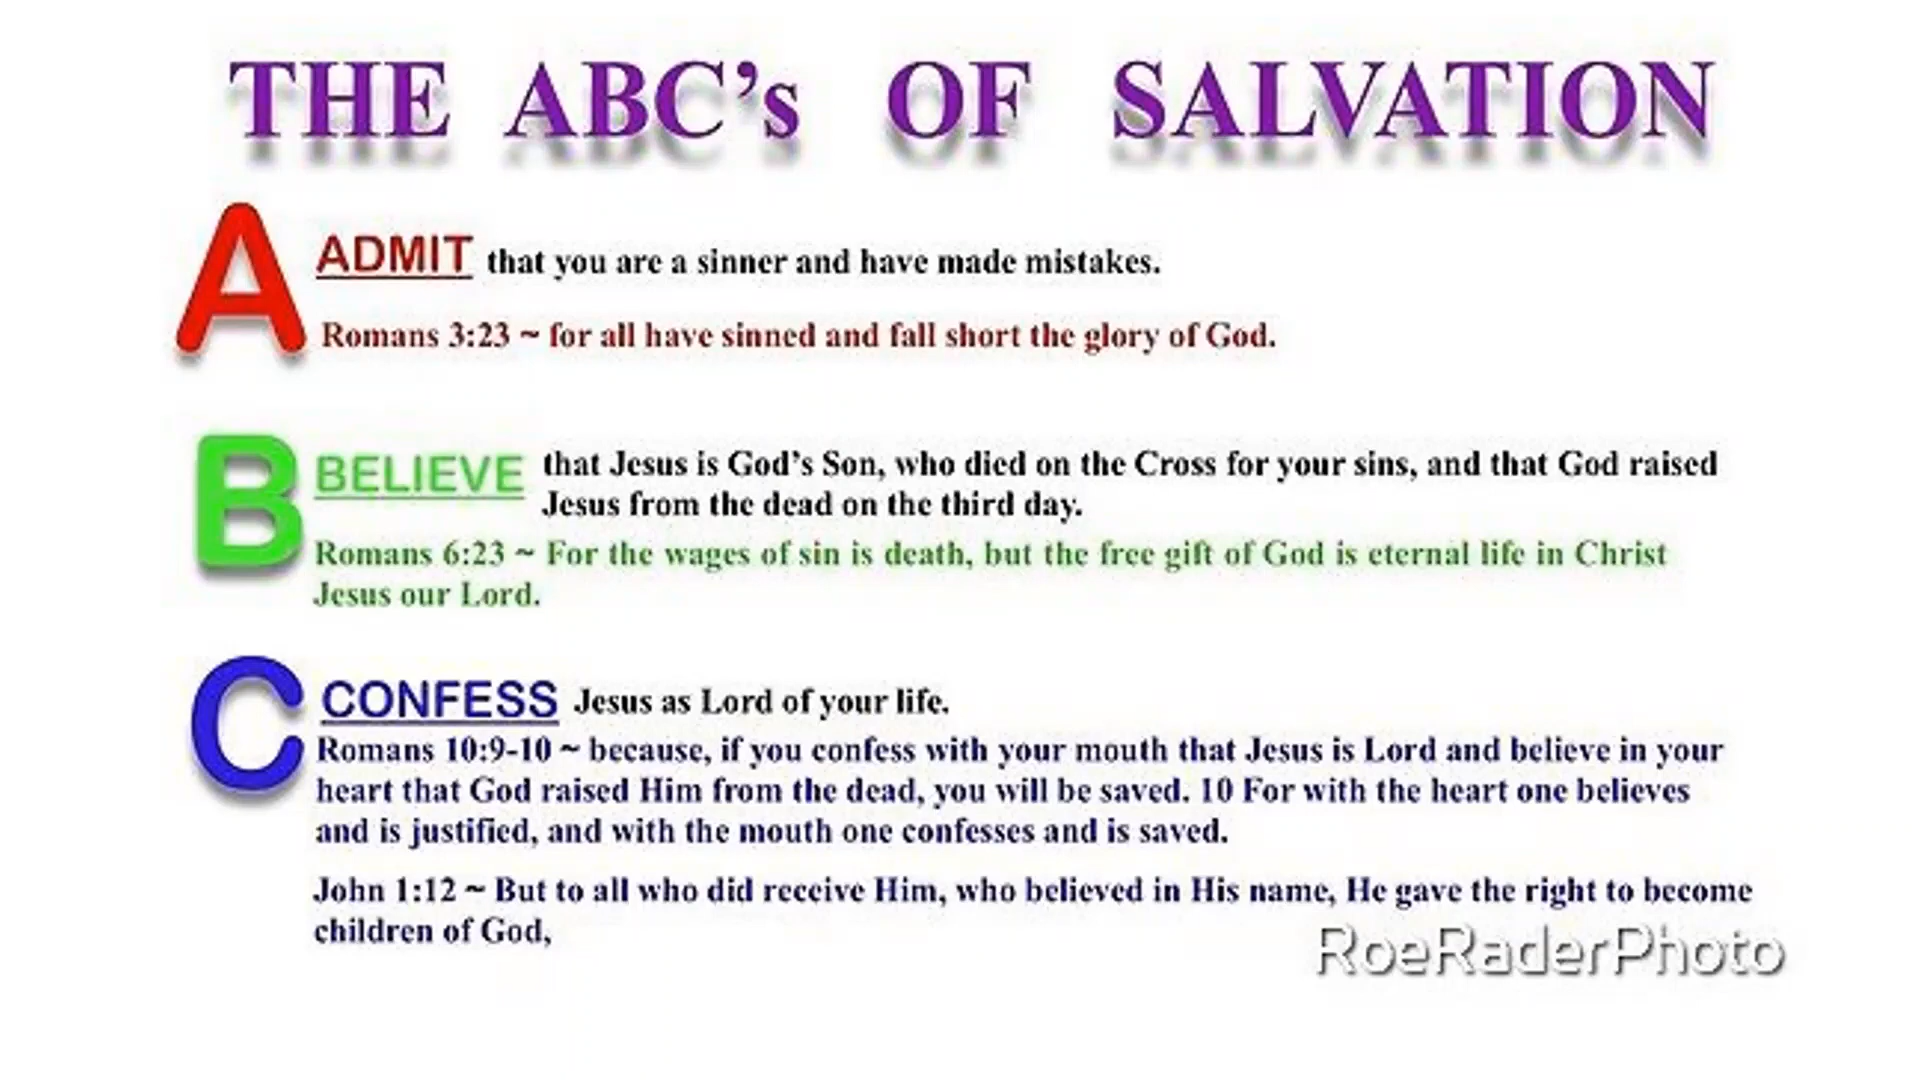 THE ABC's OF SALVATION
A ADMIT that you are a sinner and have made mistakes.
Romans 3:23 ~ for all have sinned and fall short the glory of God.
B BELIEVE that Jesus is God's Son, who died on the Cross for your sins, and that God raised
Jesus from the dead on the third day.
Romans 6:23 ~ For the wages of sin is death, but the free gift of God is eternal life in Christ
Jesus our Lord.
C CONFESS Jesus as Lord of your life.
Romans 10:9-10 ~ because, if you confess with your mouth that Jesus is Lord and believe in your
heart that God raised Him from the dead, you will be saved. 10 For with the heart one believes
and is justified, and with the mouth one confesses and is saved.
John 1:12 ~ But to all who did receive Him, who believed in His name, He gave the right to become
children of God,
RoeRaderPhoto